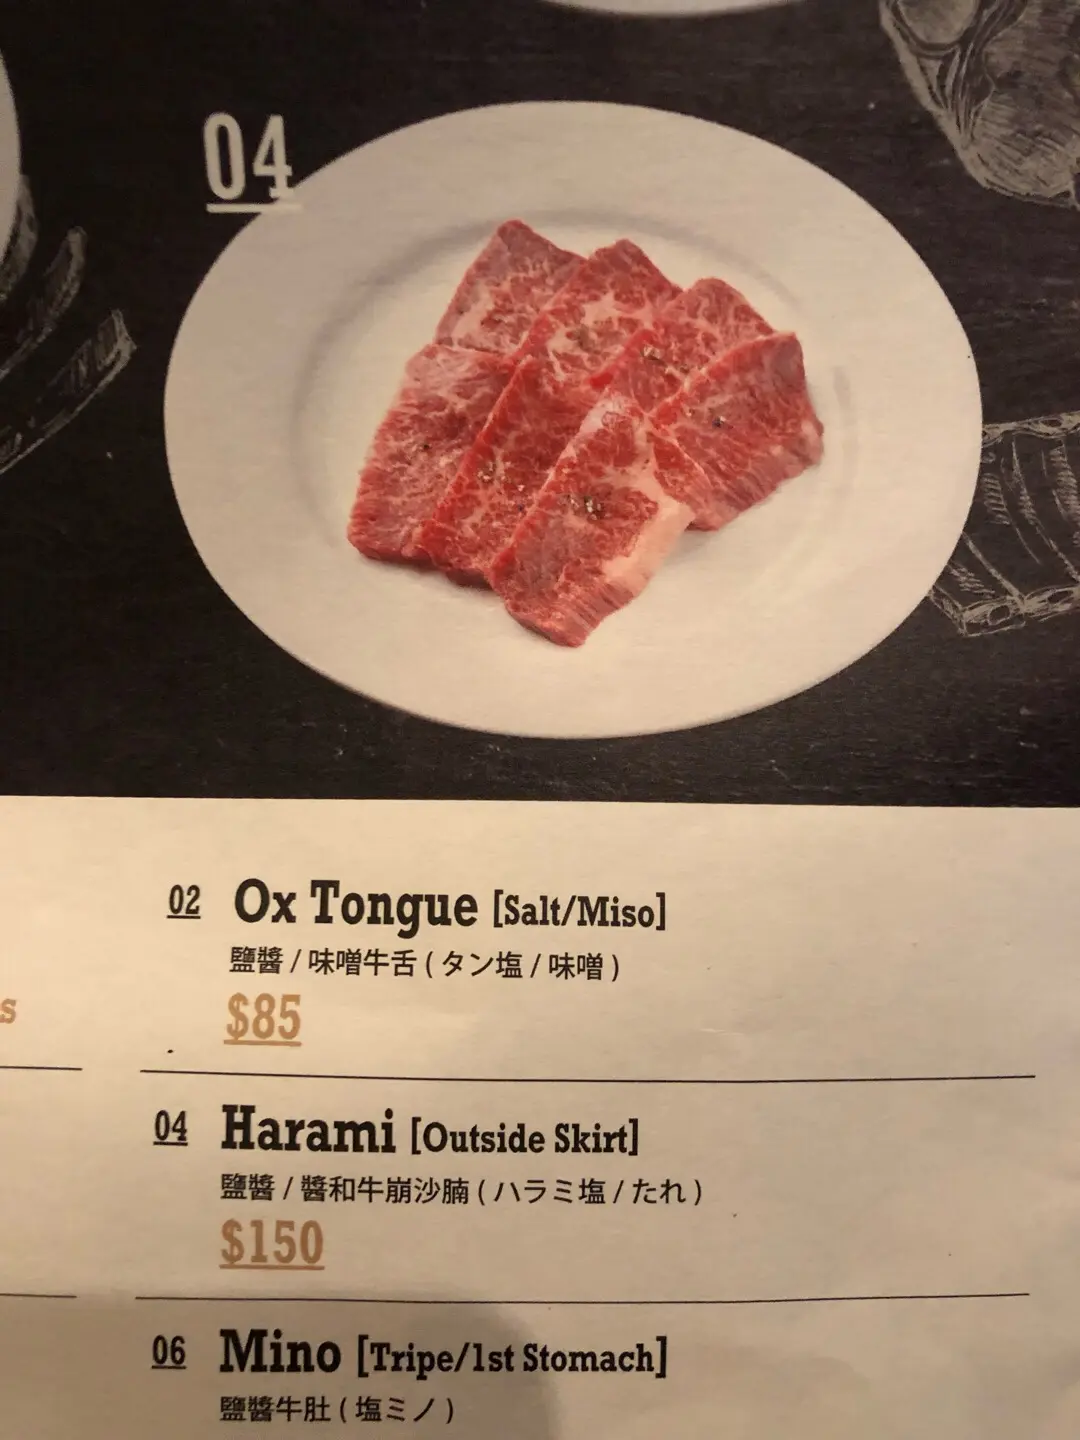 04
02 Ox Tongue [Salt/Miso]
鹽醬 / 味噌牛舌 ( タン塩 / 味噌 )
$85
s
04 Harami [Outside Skirt]
鹽醬 / 醬和牛崩沙腩 ( ハラミ塩 / たれ )
$150
06 Mino [Tripe/1st Stomach]
鹽醬牛肚 ( 塩ミノ )